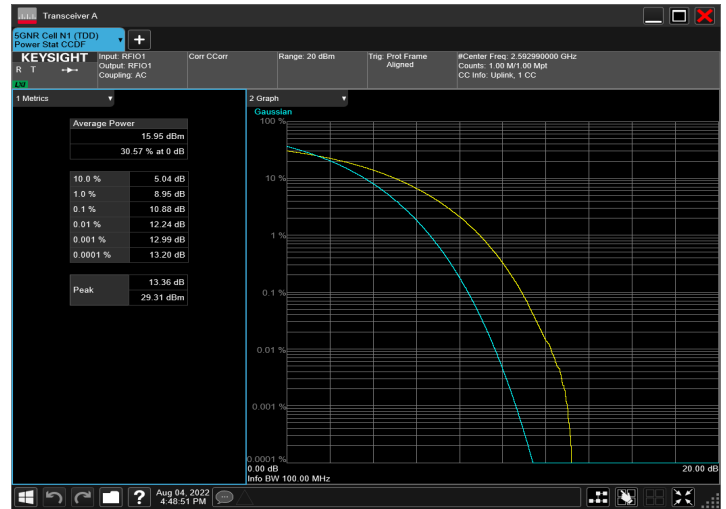 Transceiver A
5GNR Cell N1 (TDD)
Power Stat CCDF
KEYSIGHT
R T
LXI
Input: RFIO1
Output: RFIO1
Coupling: AC
Corr CCorr
Range: 20 dBm
Trig: Prot Frame
Aligned
#Center Freq: 2.592990000 GHz
Counts: 1.00 M/1.00 Mpt
CC Info: Uplink, 1 CC
1 Metrics
Average Power
15.95 dBm
30.57 % at 0 dB
10.0 % 5.04 dB
1.0 % 8.95 dB
0.1 % 10.88 dB
0.01 % 12.24 dB
0.001 % 12.99 dB
0.0001 % 13.20 dB
Peak 13.36 dB
29.31 dBm
2 Graph
Gaussian
100 %
10 %
1 %
0.1 %
0.01 %
0.001 %
0.0001 %
0.00 dB 20.00 dB
Info BW 100.00 MHz
? Aug 04, 2022
4:48:51 PM